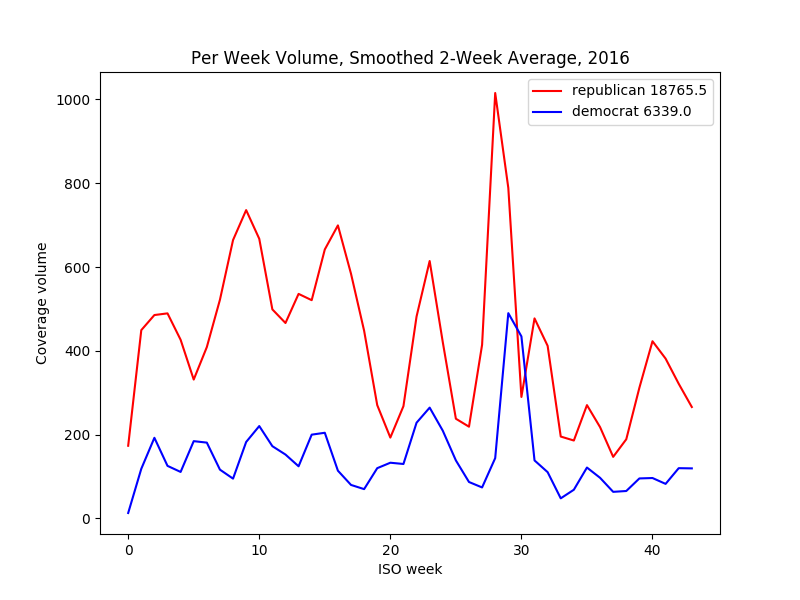 Per Week Volume, Smoothed 2-Week Average, 2016
republican 18765.5
democrat 6339.0
1000
800
600
400
200
0
Coverage volume
0 10 20 30 40
ISO week